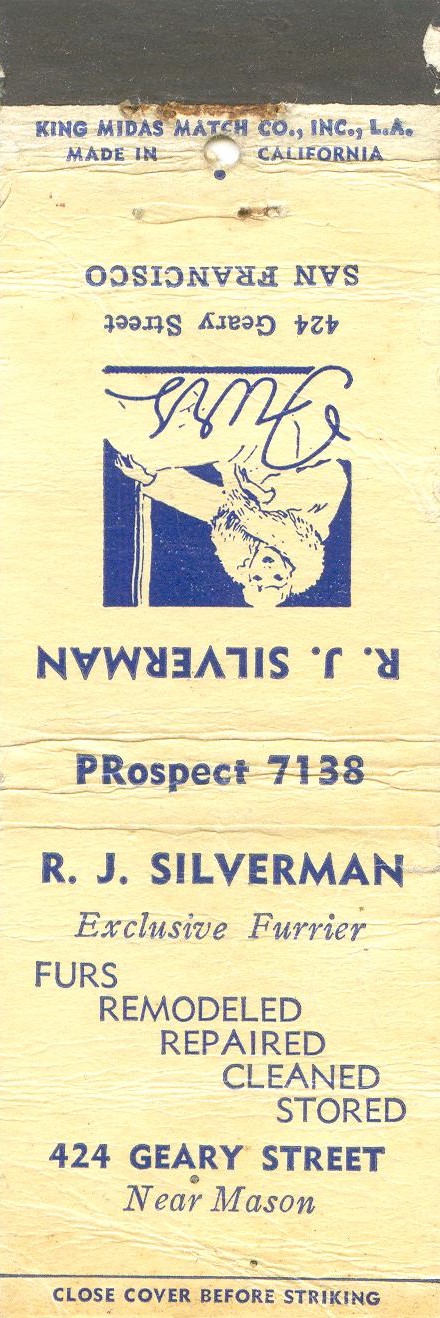 KING MIDAS MATCH CO., INC., L.A.
MADE IN CALIFORNIA
R. J. SILVERMAN
Furs
424 Geary Street
SAN FRANCISCO
PRospect 7138
R. J. SILVERMAN
Exclusive Furrier
FURS
REMODELED
REPAIRED
CLEANED
STORED
424 GEARY STREET
Near Mason
CLOSE COVER BEFORE STRIKING